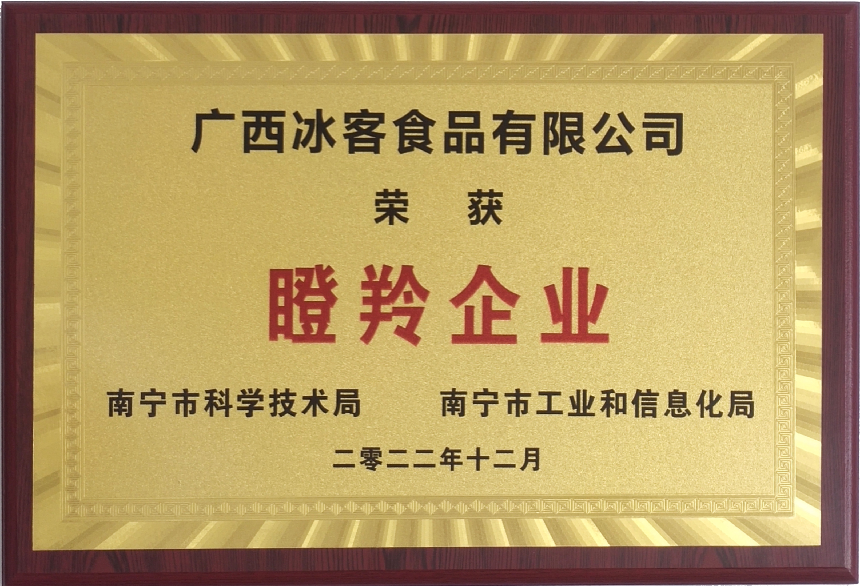 广西冰客食品有限公司
荣 获
瞪羚企业
南宁市科学技术局 南宁市工业和信息化局
二零二二年十二月